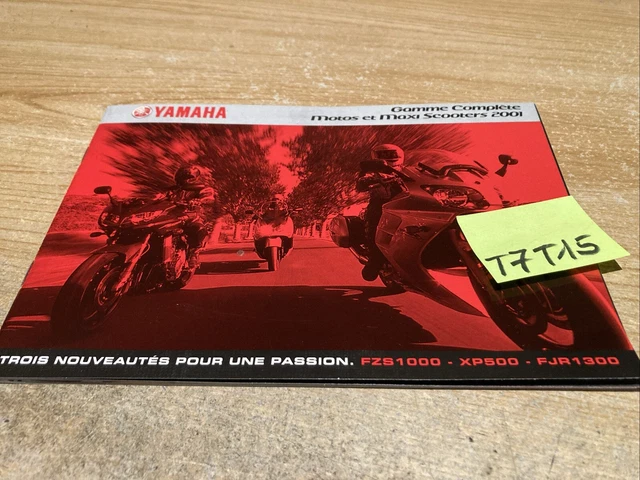 YAMAHA
Gamme Complète
Motos et Maxi Scooters 2001
T7T15
TROIS NOUVEAUTÉS POUR UNE PASSION. FZS1000 - XP500 - FJR1300